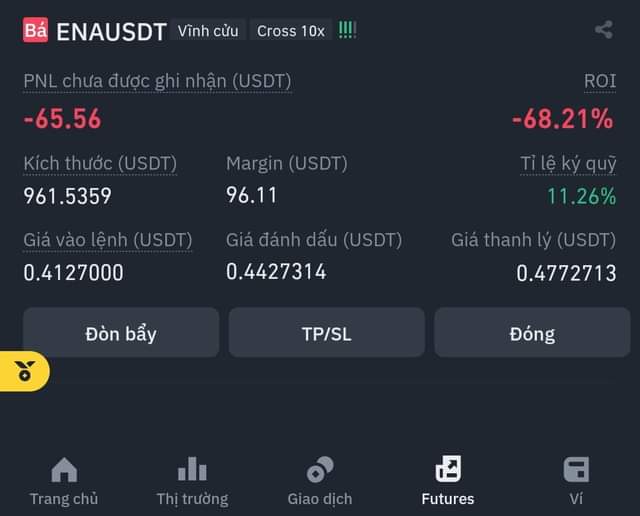 Bá ENAUSDT Vĩnh cửu Cross 10x
PNL chưa được ghi nhận (USDT) ROI
-65.56 -68.21%
Kích thước (USDT) Margin (USDT) Tỉ lệ ký quỹ
961.5359 96.11 11.26%
Giá vào lệnh (USDT) Giá đánh dấu (USDT) Giá thanh lý (USDT)
0.4127000 0.4427314 0.4772713
Đòn bẩy TP/SL Đóng
Trang chủ Thị trường Giao dịch Futures Ví